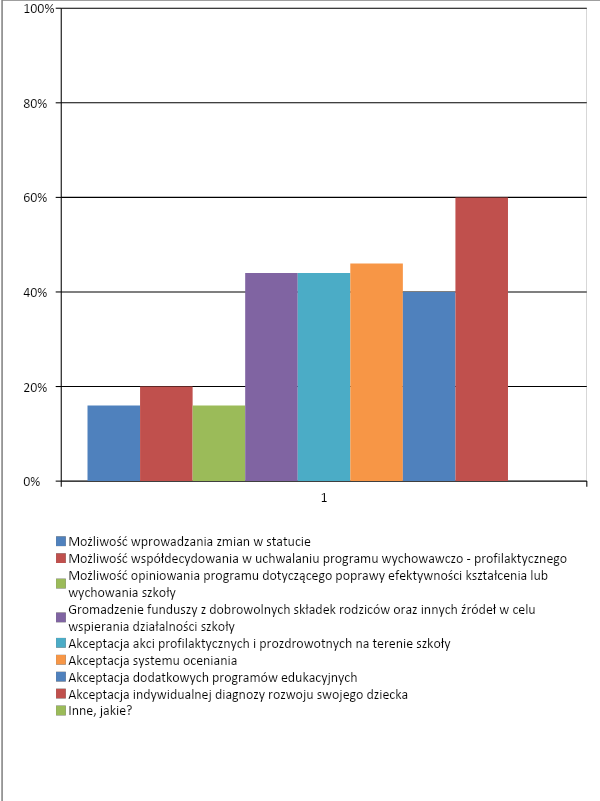 100%
80%
60%
40%
20%
0%
1
Możliwość wprowadzania zmian w statucie
Możliwość współdecydowania w uchwalaniu programu wychowawczo - profilaktycznego
Możliwość opiniowania programu dotyczącego poprawy efektywności kształcenia lub
wychowania szkoły
Gromadzenie funduszy z dobrowolnych składek rodziców oraz innych źródeł w celu
wspierania działalności szkoły
Akceptacja akci profilaktycznych i prozdrowotnych na terenie szkoły
Akceptacja systemu oceniania
Akceptacja dodatkowych programów edukacyjnych
Akceptacja indywidualnej diagnozy rozwoju swojego dziecka
Inne, jakie?